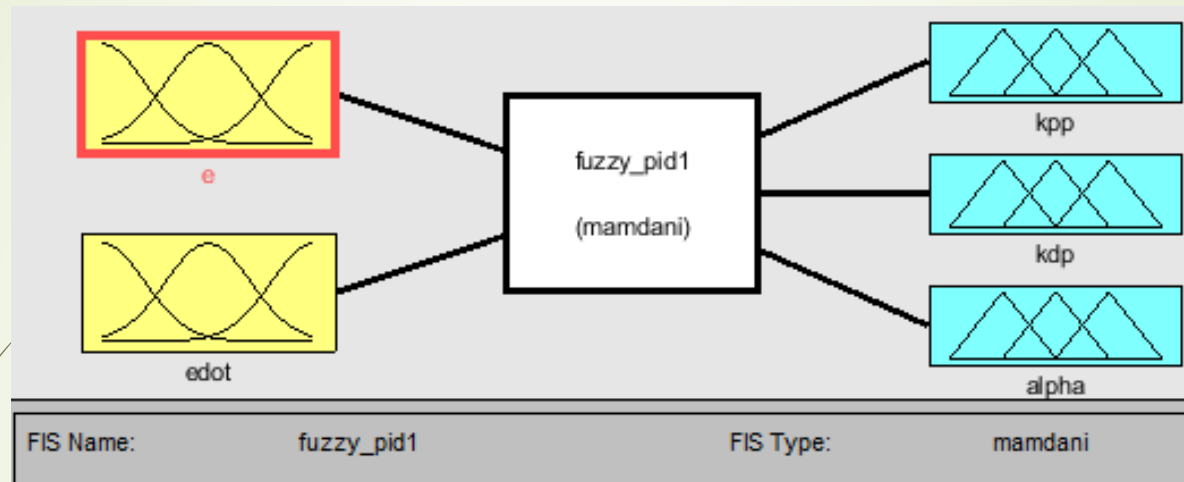 e
edot
fuzzy_pid1
(mamdani)
kpp
kdp
alpha
FIS Name: fuzzy_pid1 FIS Type: mamdani